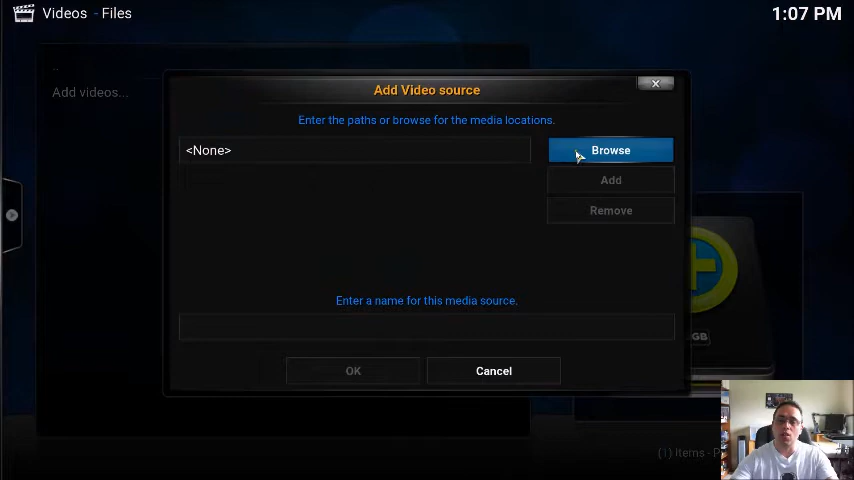 Videos - Files
1:07 PM
..
Add videos...
Add Video source
Enter the paths or browse for the media locations.
<None>
Browse
Add
Remove
Enter a name for this media source.
GB
OK
Cancel
Items - P